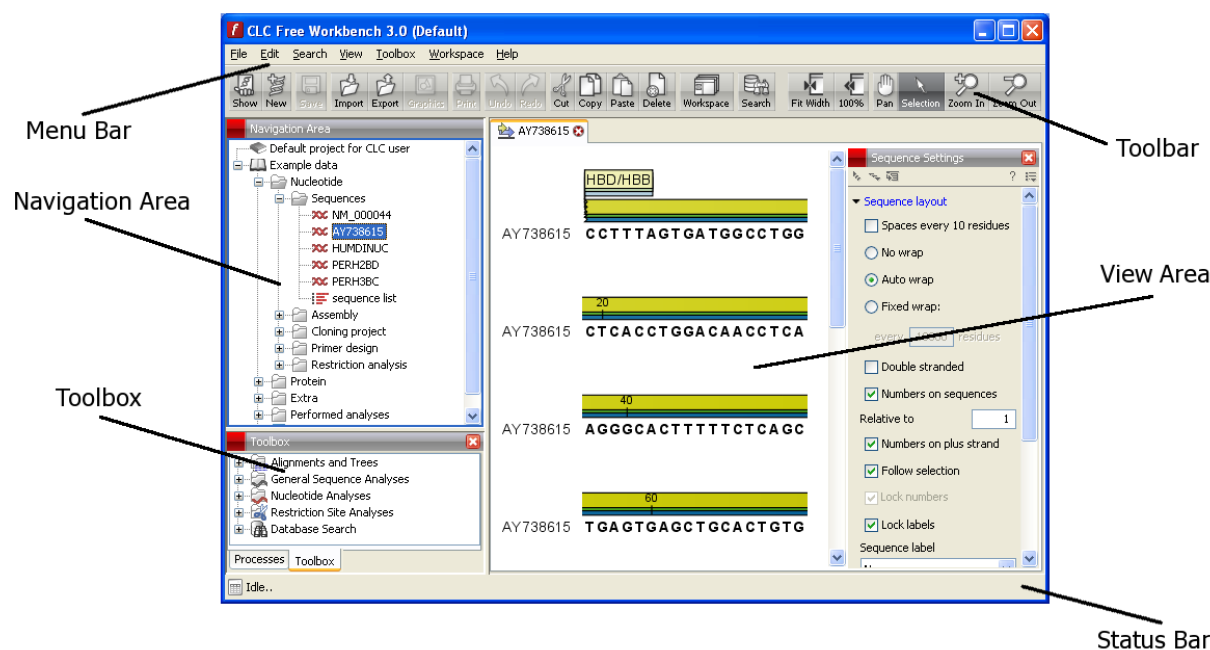 CLC Free Workbench 3.0 (Default)
File Edit Search View Toolbox Workspace Help
Show New Save Import Export Graphics Print Undo Redo Cut Copy Paste Delete Workspace Search Fit Width 100% Pan Selection Zoom In Zoom Out
Menu Bar
Toolbar
Navigation Area
Navigation Area
Default project for CLC user
Example data
Nucleotide
Sequences
NM_000044
AY738615
HUMDINUC
PERH2BD
PERH3BC
sequence list
Assembly
Cloning project
Primer design
Restriction analysis
Protein
Extra
Performed analyses
Toolbox
Toolbox
Alignments and Trees
General Sequence Analyses
Nucleotide Analyses
Restriction Site Analyses
Database Search
Processes Toolbox
Idle..
AY738615
HBD/HBB
AY738615 CCTTTAGTGATGGCCTGG
20
AY738615 CTCACCTGGACAACCTCA
40
AY738615 AGGGCACTTTTTCTCAGC
60
AY738615 TGAGTGAGCTGCACTGTG
Sequence Settings
?
Sequence layout
Spaces every 10 residues
No wrap
Auto wrap
Fixed wrap:
every 10000 residues
Double stranded
Numbers on sequences
Relative to 1
Numbers on plus strand
Follow selection
Lock numbers
Lock labels
Sequence label
View Area
Status Bar